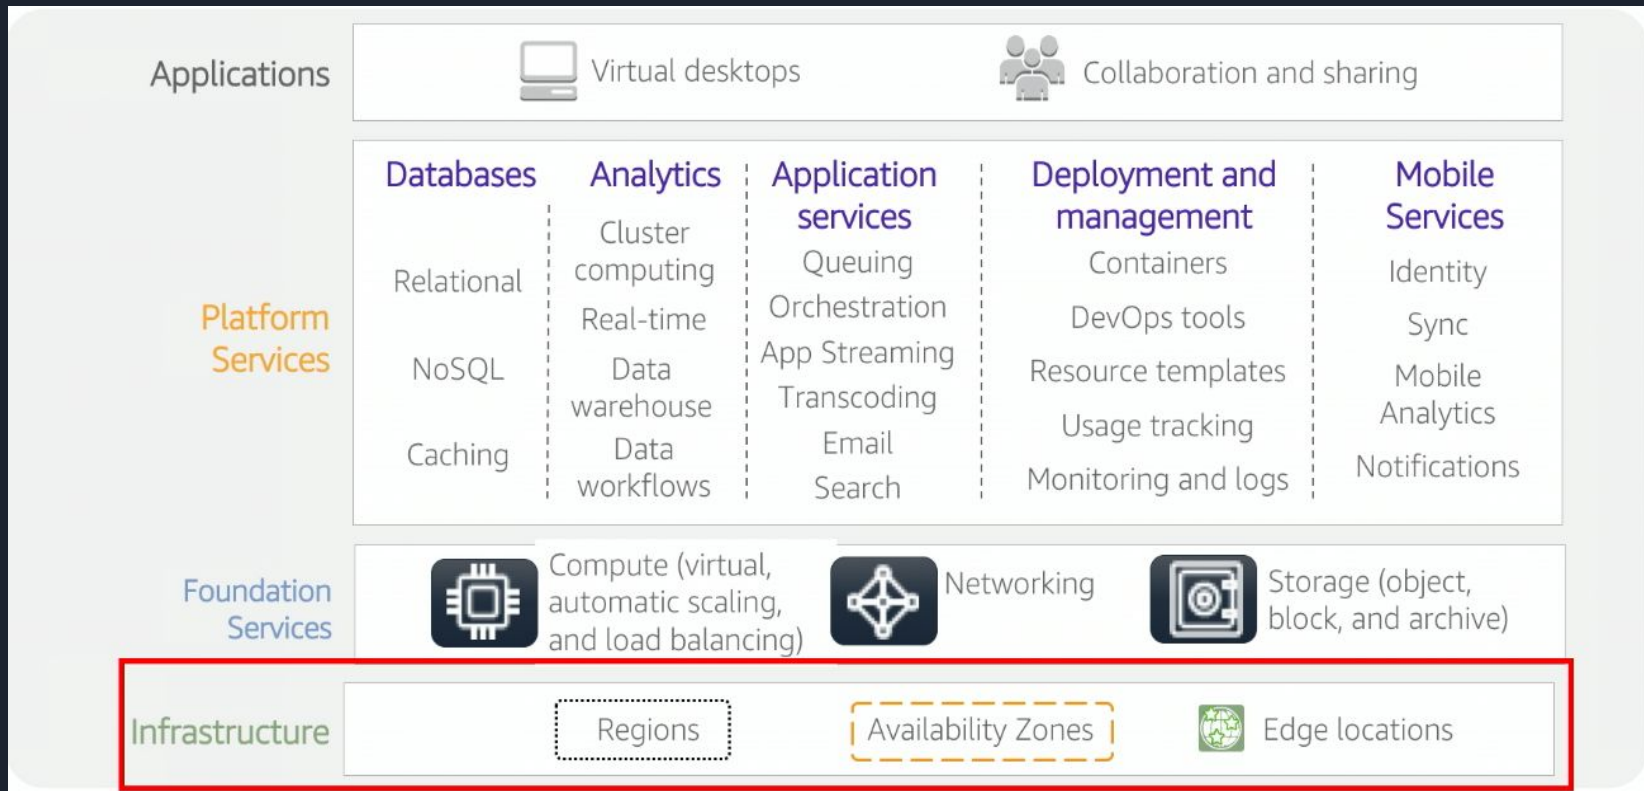 Applications
Virtual desktops
Collaboration and sharing
Platform
Services
Databases
Relational
NoSQL
Caching
Analytics
Cluster
computing
Real-time
Data
warehouse
Data
workflows
Application
services
Queuing
Orchestration
App Streaming
Transcoding
Email
Search
Deployment and
management
Containers
DevOps tools
Resource templates
Usage tracking
Monitoring and logs
Mobile
Services
Identity
Sync
Mobile
Analytics
Notifications
Foundation
Services
Compute (virtual,
automatic scaling,
and load balancing)
Networking
Storage (object,
block, and archive)
Infrastructure
Regions
Availability Zones
Edge locations